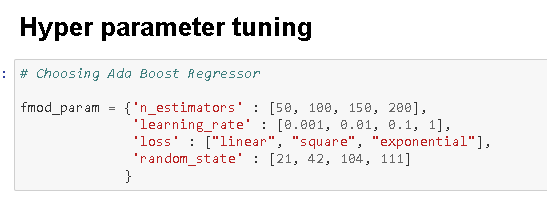 Hyper parameter tuning
: # Choosing Ada Boost Regressor
fmod_param = {'n_estimators' : [50, 100, 150, 200],
'learning_rate' : [0.001, 0.01, 0.1, 1],
'loss' : ["linear", "square", "exponential"],
'random_state' : [21, 42, 104, 111]
}